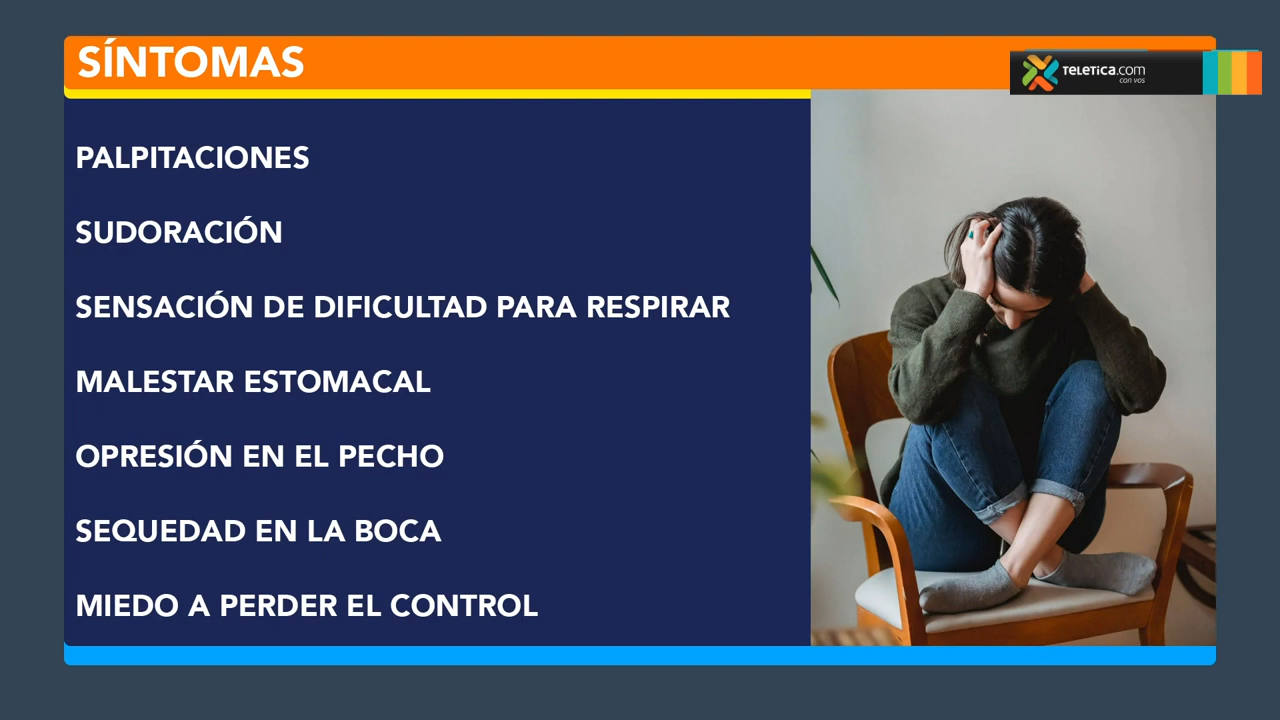 SÍNTOMAS
TELETICA.COM
con vos
PALPITACIONES
SUDORACIÓN
SENSACIÓN DE DIFICULTAD PARA RESPIRAR
MALESTAR ESTOMACAL
OPRESIÓN EN EL PECHO
SEQUEDAD EN LA BOCA
MIEDO A PERDER EL CONTROL